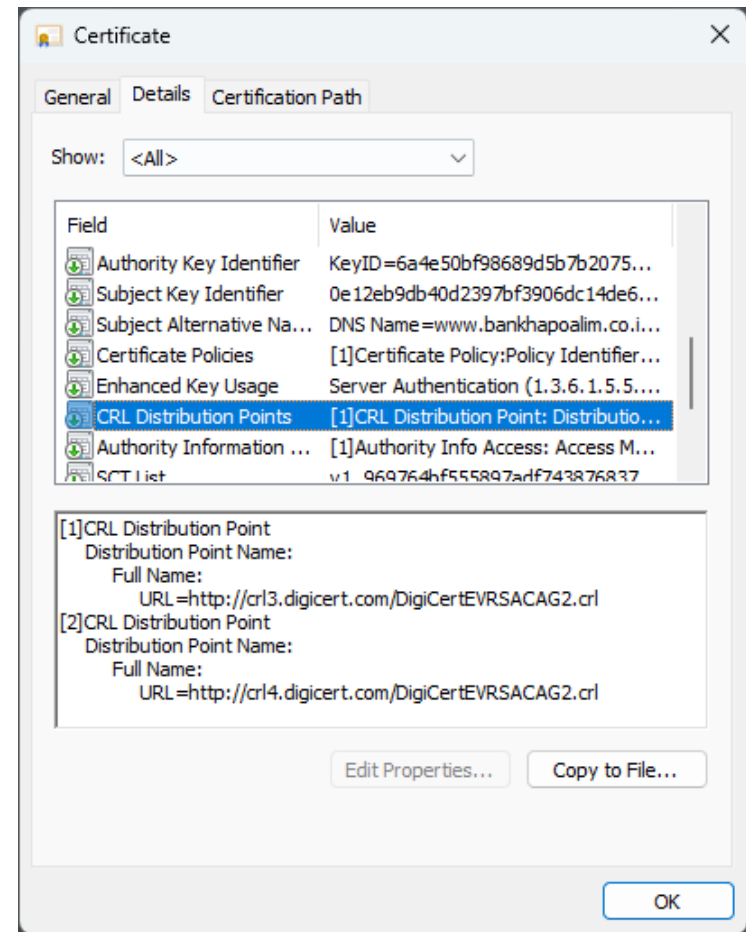 Certificate
General Details Certification Path
Show: <All>
Field Value
Authority Key Identifier KeyID=6a4e50bf98689d5b7b2075...
Subject Key Identifier 0e12eb9db40d2397bf3906dc14de6...
Subject Alternative Na... DNS Name=www.bankhapoalim.co.i...
Certificate Policies [1]Certificate Policy:Policy Identifier...
Enhanced Key Usage Server Authentication (1.3.6.1.5.5....
CRL Distribution Points [1]CRL Distribution Point: Distributio...
Authority Information ... [1]Authority Info Access: Access M...
SCT List v1, 969764bf555897adf743876837
[1]CRL Distribution Point
Distribution Point Name:
Full Name:
URL=http://crl3.digicert.com/DigiCertEVRSACAG2.crl
[2]CRL Distribution Point
Distribution Point Name:
Full Name:
URL=http://crl4.digicert.com/DigiCertEVRSACAG2.crl
Edit Properties... Copy to File...
OK